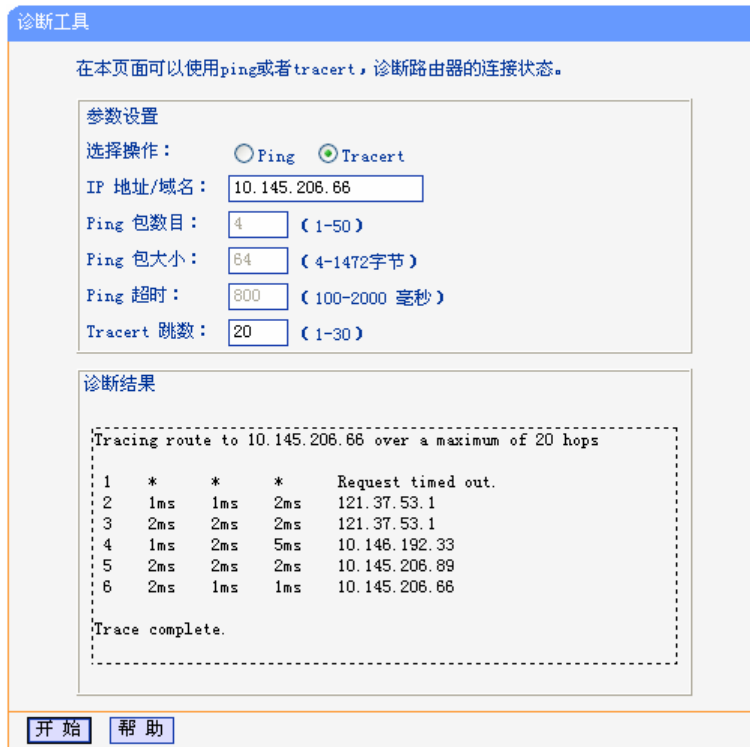 诊断工具
在本页面可以使用ping或者tracert，诊断路由器的连接状态。
参数设置
选择操作： Ping Tracert
IP 地址/域名： 10.145.206.66
Ping 包数目： 4 （1-50）
Ping 包大小： 64 （4-1472字节）
Ping 超时： 800 （100-2000 毫秒）
Tracert 跳数： 20 （1-30）
诊断结果
Tracing route to 10.145.206.66 over a maximum of 20 hops
1 * * * Request timed out.
2 1ms 1ms 2ms 121.37.53.1
3 2ms 2ms 2ms 121.37.53.1
4 1ms 2ms 5ms 10.146.192.33
5 2ms 2ms 2ms 10.145.206.89
6 2ms 1ms 1ms 10.145.206.66
Trace complete.
开 始 帮 助